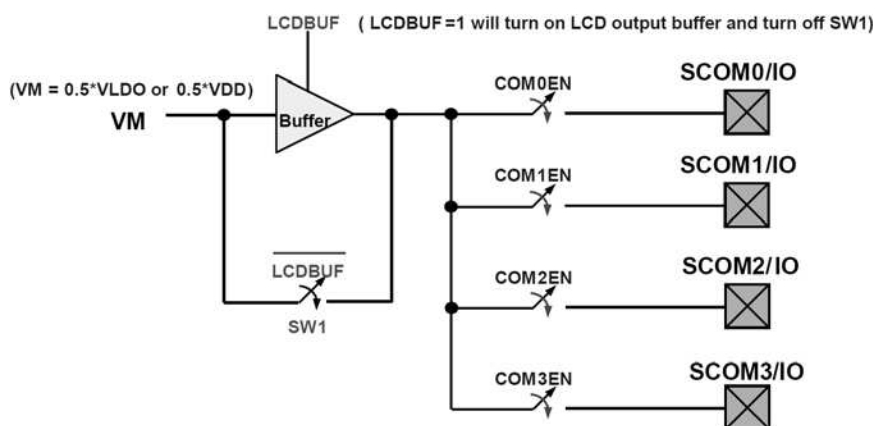 LCDBUF ( LCDBUF=1 will turn on LCD output buffer and turn off SW1)
(VM = 0.5*VLDO or 0.5*VDD)
VM
Buffer
COM0EN
SCOM0/IO
COM1EN
SCOM1/IO
LCDBUF
SW1
COM2EN
SCOM2/IO
COM3EN
SCOM3/IO